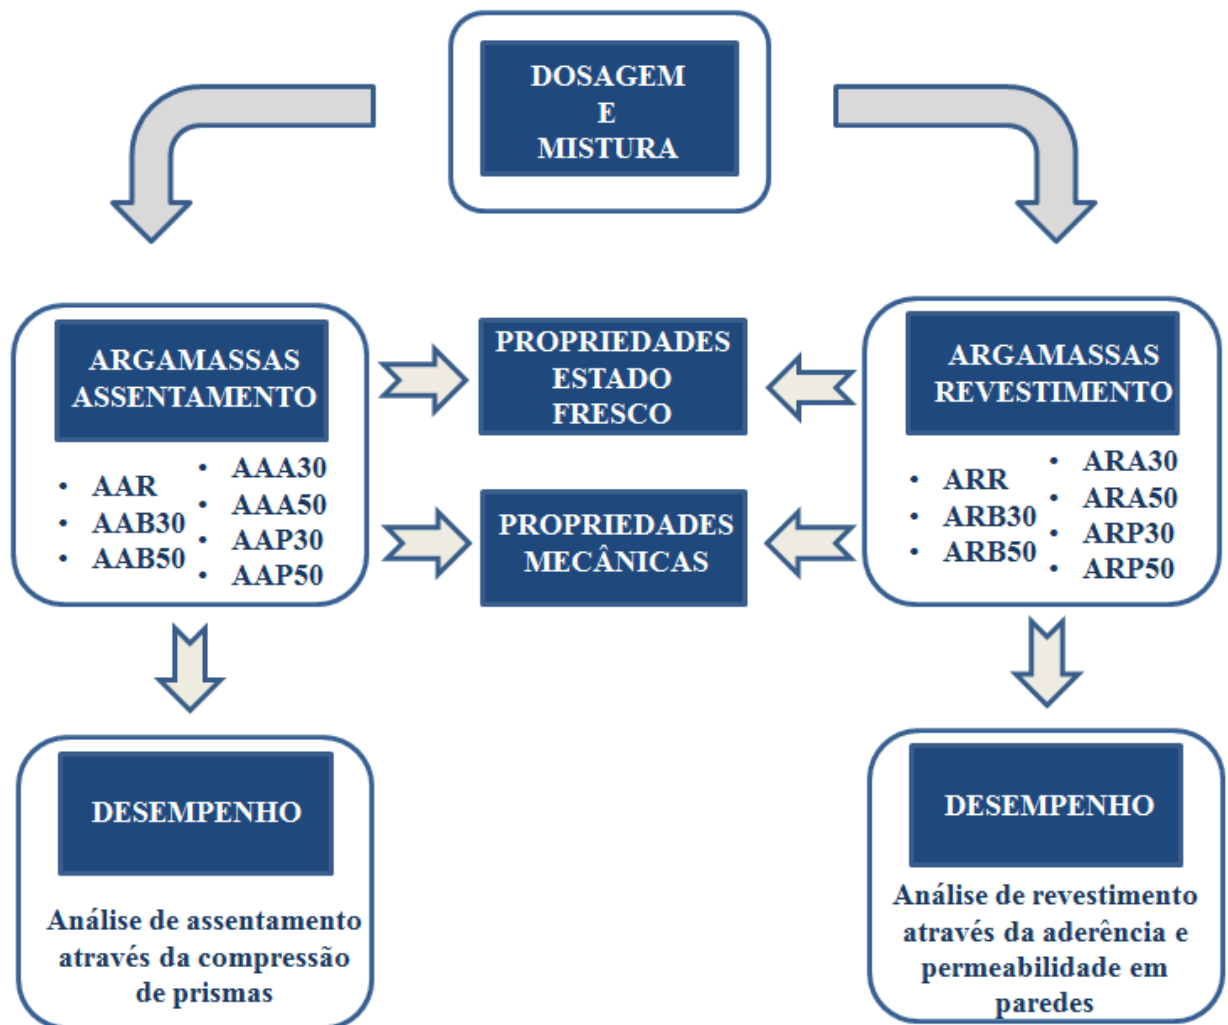 DOSAGEM
E
MISTURA
ARGAMASSAS
ASSENTAMENTO
• AAR
• AAB30
• AAB50
• AAA30
• AAA50
• AAP30
• AAP50
PROPRIEDADES
ESTADO
FRESCO
PROPRIEDADES
MECÂNICAS
ARGAMASSAS
REVESTIMENTO
• ARR
• ARB30
• ARB50
• ARA30
• ARA50
• ARP30
• ARP50
DESEMPENHO
Análise de assentamento
através da compressão
de prismas
DESEMPENHO
Análise de revestimento
através da aderência e
permeabilidade em
paredes